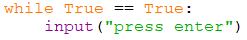 while True == True:
    input("press enter")